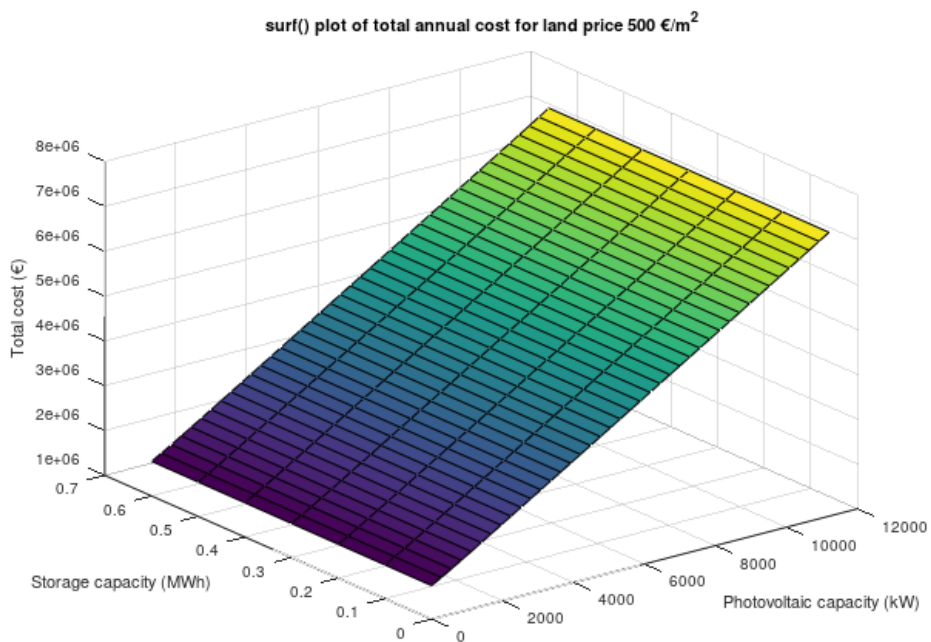 surf() plot of total annual cost for land price 500 €/m²
8e+06
7e+06
6e+06
5e+06
4e+06
3e+06
2e+06
1e+06
Total cost (€)
0.7
0.6
0.5
0.4
0.3
0.2
0.1
0
Storage capacity (MWh)
0
2000
4000
6000
8000
10000
12000
Photovoltaic capacity (kW)